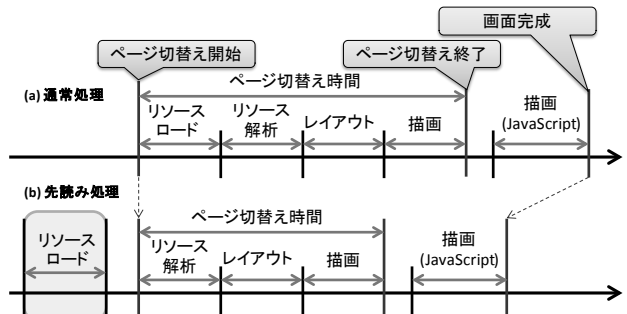 画面完成
ページ切替え開始
ページ切替え終了
(a) 通常処理
ページ切替え時間
リソース
ロード
リソース
解析
レイアウト
描画
描画
(JavaScript)
(b) 先読み処理
リソース
ロード
ページ切替え時間
リソース
解析
レイアウト
描画
描画
(JavaScript)